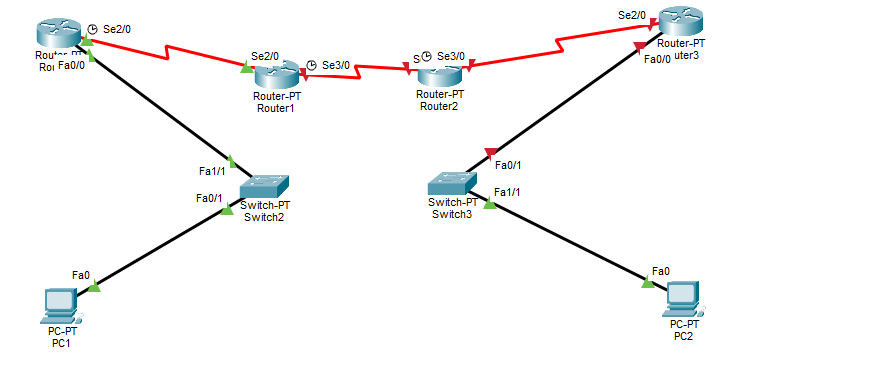 Se2/0
Fa0/0
Se2/0
Se3/0
Router-PT
Router1
Se3/0
Router-PT
Router2
Se2/0
Router-PT
Fa0/0
Fa1/1
Fa0/1
Switch-PT
Switch2
Fa0/1
Fa1/1
Switch-PT
Switch3
Fa0
PC-PT
PC1
Fa0
PC-PT
PC2